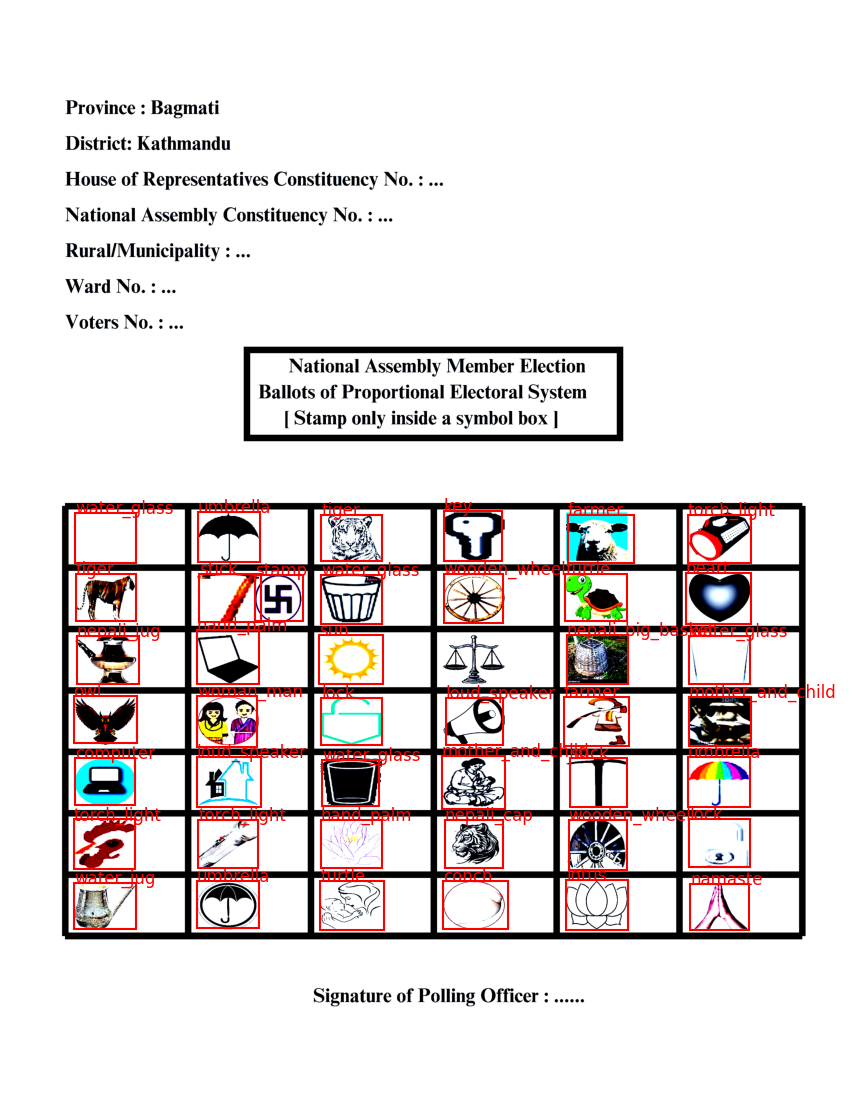 Province : Bagmati
District: Kathmandu
House of Representatives Constituency No. : ...
National Assembly Constituency No. : ...
Rural/Municipality : ...
Ward No. : ...
Voters No. : ...
National Assembly Member Election
Ballots of Proportional Electoral System
[ Stamp only inside a symbol box ]
water_glass umbrella tiger key farmer torch_light
tiger stamp water_glass wooden_wheel turtle heart
nepali_jug hand_palm sun water_glass
owl woman_man lock loud_speaker farmer mother_and_child
computer loud_speaker water_glass mother_and_child umbrella
torch_light torch_light hand_palm nepali_cap wooden_wheel lock
water_jug umbrella turtle conch lotus namaste
Signature of Polling Officer : ......